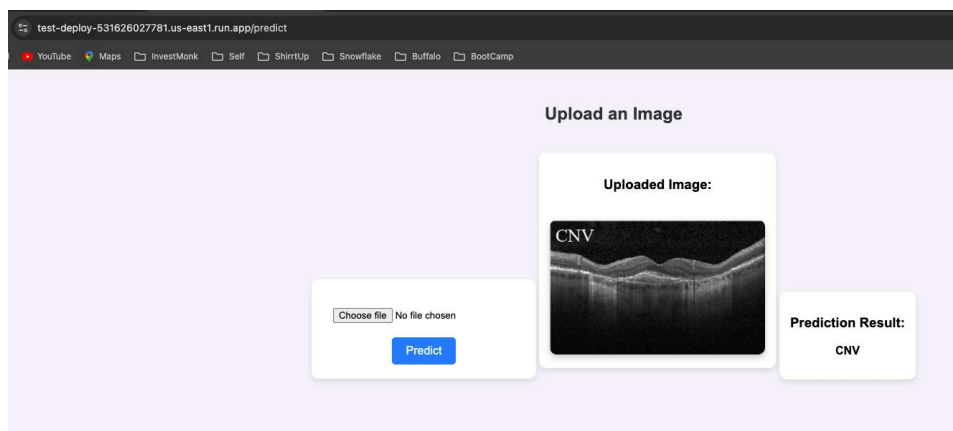 test-deploy-531626027781.us-east1.run.app/predict
YouTube Maps InvestMonk Self ShirrtUp Snowflake Buffalo BootCamp
Upload an Image
Uploaded Image:
CNV
Choose file No file chosen
Predict
Prediction Result:
CNV